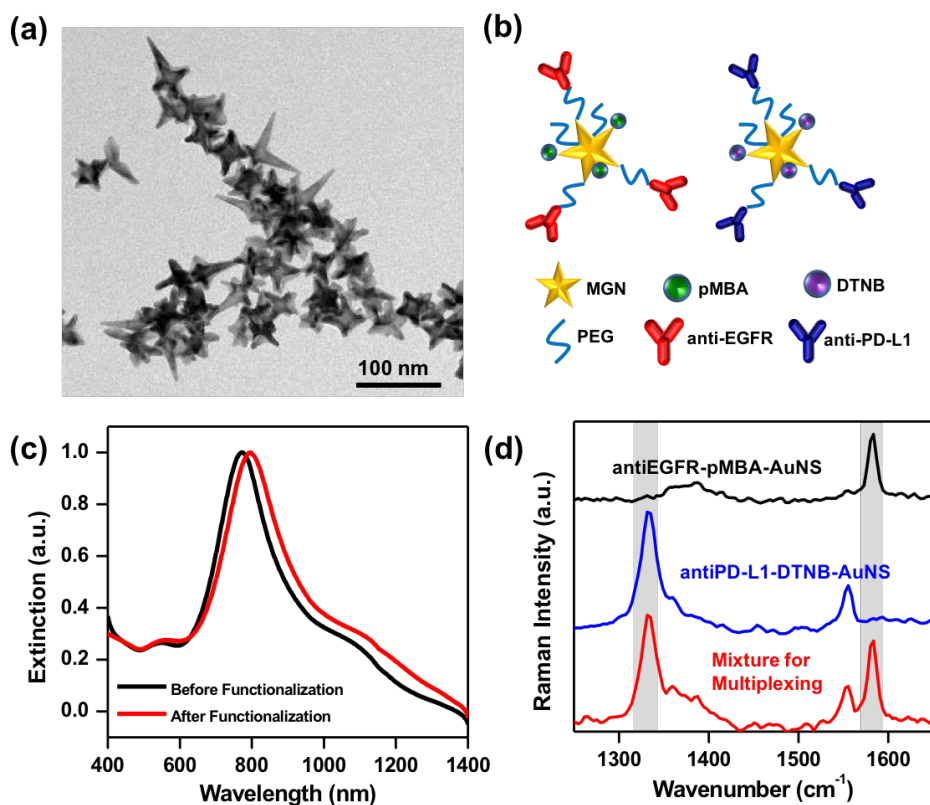 (a)
100 nm
(b)
MGN
pMBA
DTNB
PEG
anti-EGFR
anti-PD-L1
(c)
Extinction (a.u.)
1.0
0.8
0.6
0.4
0.2
0.0
Before Functionalization
After Functionalization
400 600 800 1000 1200 1400
Wavelength (nm)
(d)
Raman Intensity (a.u.)
antiEGFR-pMBA-AuNS
antiPD-L1-DTNB-AuNS
Mixture for
Multiplexing
1300 1400 1500 1600
Wavenumber (cm⁻¹)